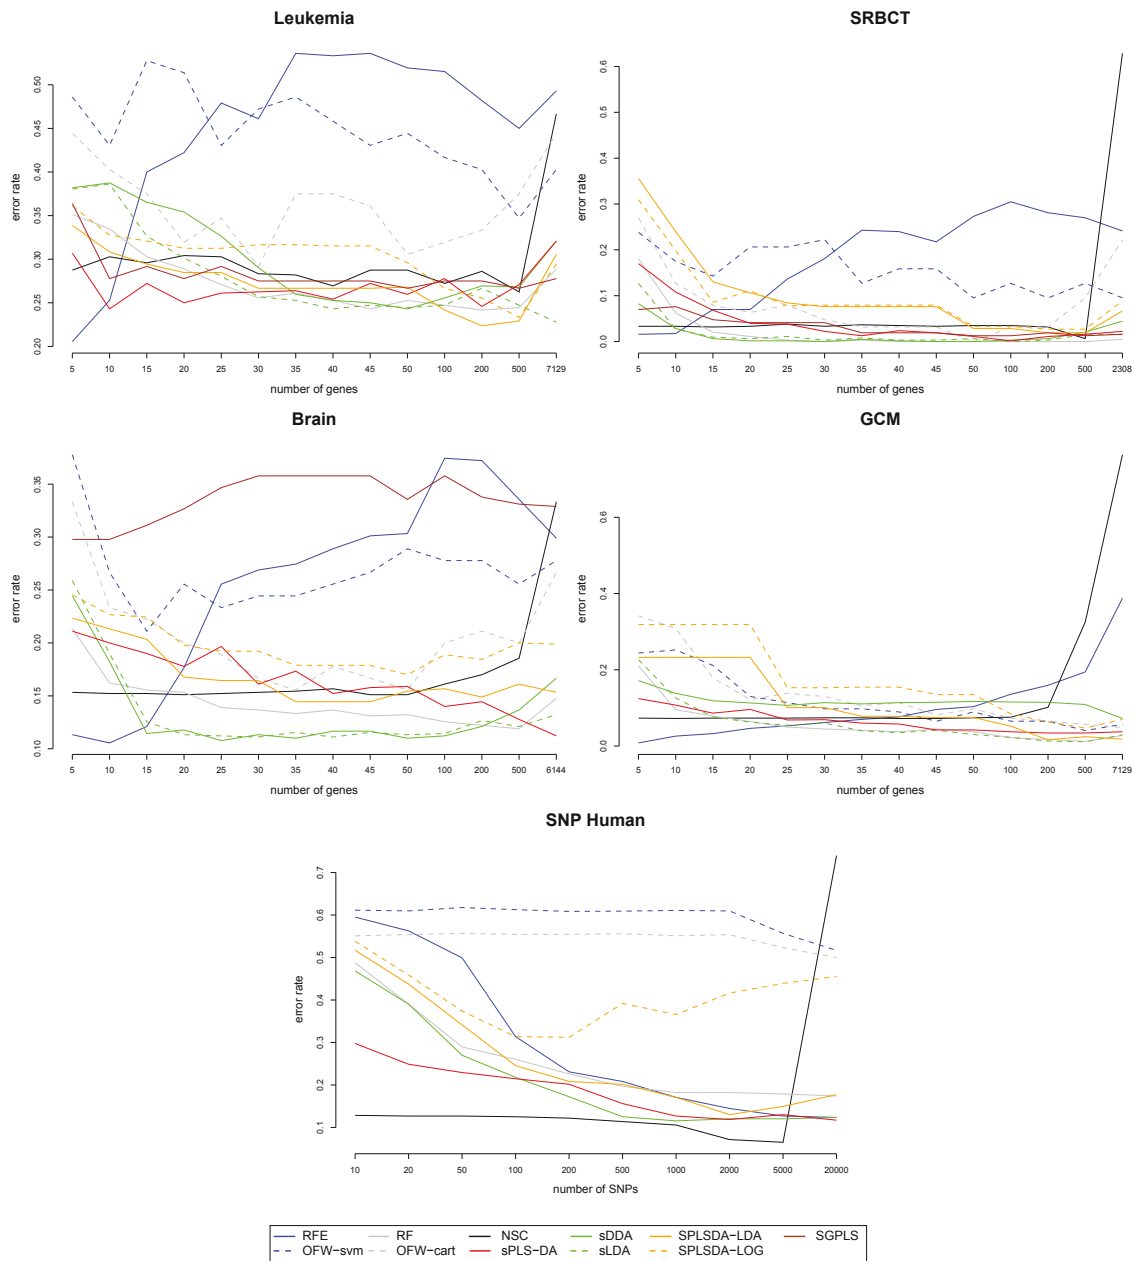 Leukemia
error rate
0.20 0.25 0.30 0.35 0.40 0.45 0.50
5 10 15 20 25 30 35 40 45 50 100 200 500 7129
number of genes
SRBCT
error rate
0.0 0.1 0.2 0.3 0.4 0.5 0.6
5 10 15 20 25 30 35 40 45 50 100 200 500 2308
number of genes
Brain
error rate
0.10 0.15 0.20 0.25 0.30 0.35
5 10 15 20 25 30 35 40 45 50 100 200 500 6144
number of genes
GCM
error rate
0.0 0.2 0.4 0.6
5 10 15 20 25 30 35 40 45 50 100 200 500 7129
number of genes
SNP Human
error rate
0.1 0.2 0.3 0.4 0.5 0.6 0.7
10 20 50 100 200 500 1000 2000 5000 20000
number of SNPs
RFE RF NSC sDDA SPLSDA−LDA SGPLS
OFW−svm OFW−cart sPLS−DA sLDA SPLSDA−LOG